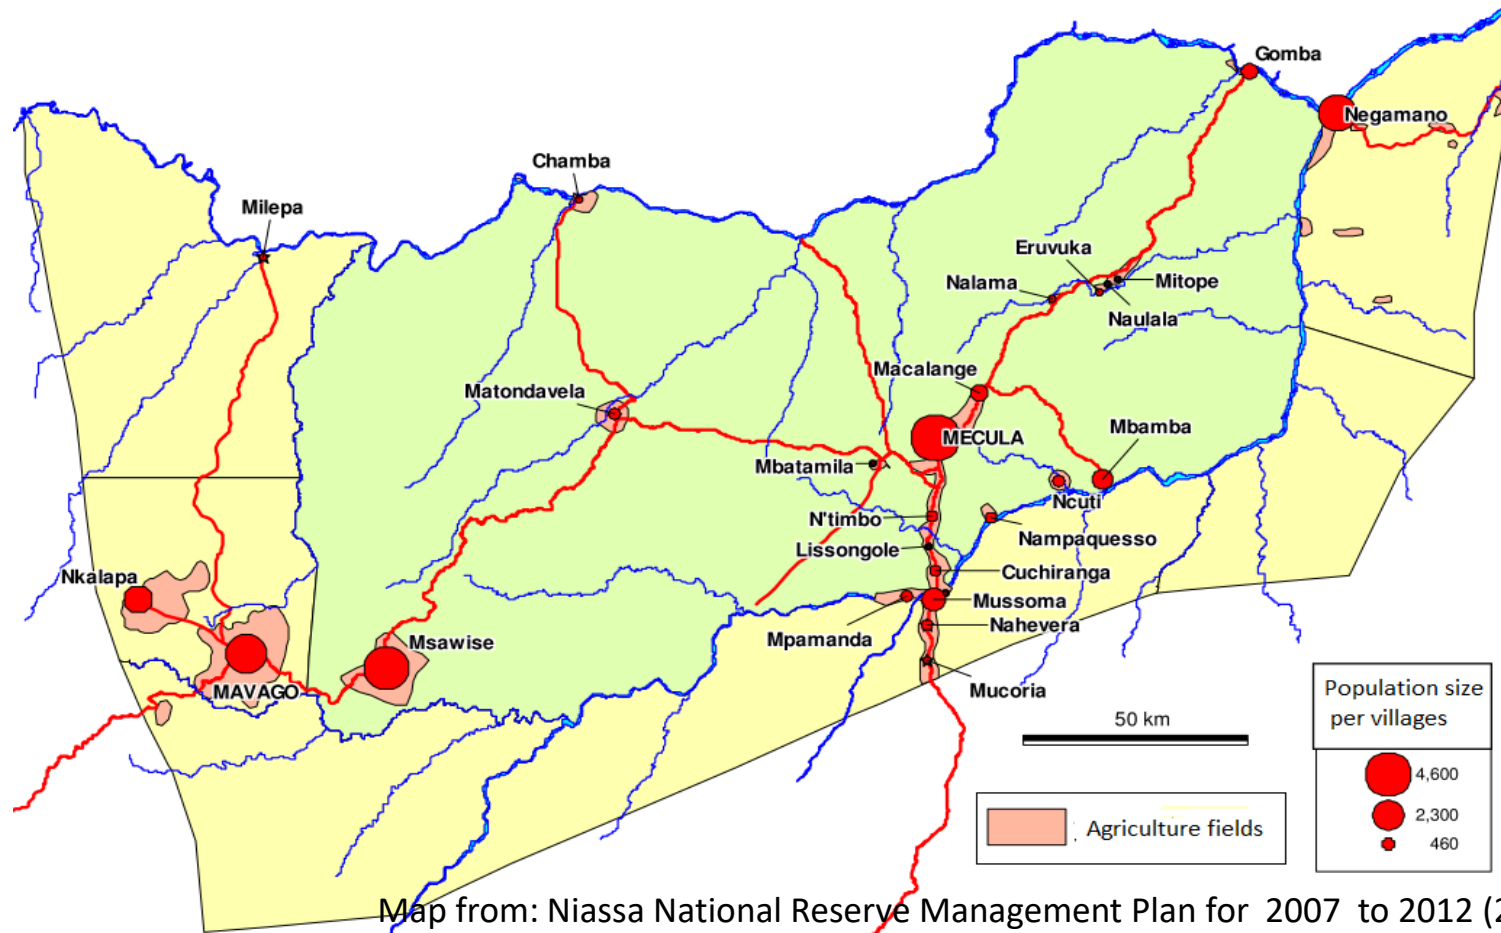 Gomba
Negamano
Chamba
Milepa
Eruvuka
Nalama
Mitope
Naulala
Macalange
Matondavela
MECULA
Mbamba
Mbatamila
Ncuti
N'timbo
Nampaquesso
Lissongole
Cuchiranga
Nkalapa
Mussoma
Mpamanda
Nahevera
Msawise
MAVAGO
Mucoria
50 km
Population size
per villages
4,600
2,300
460
Agriculture fields
Map from: Niassa National Reserve Management Plan for 2007 to 2012 (2